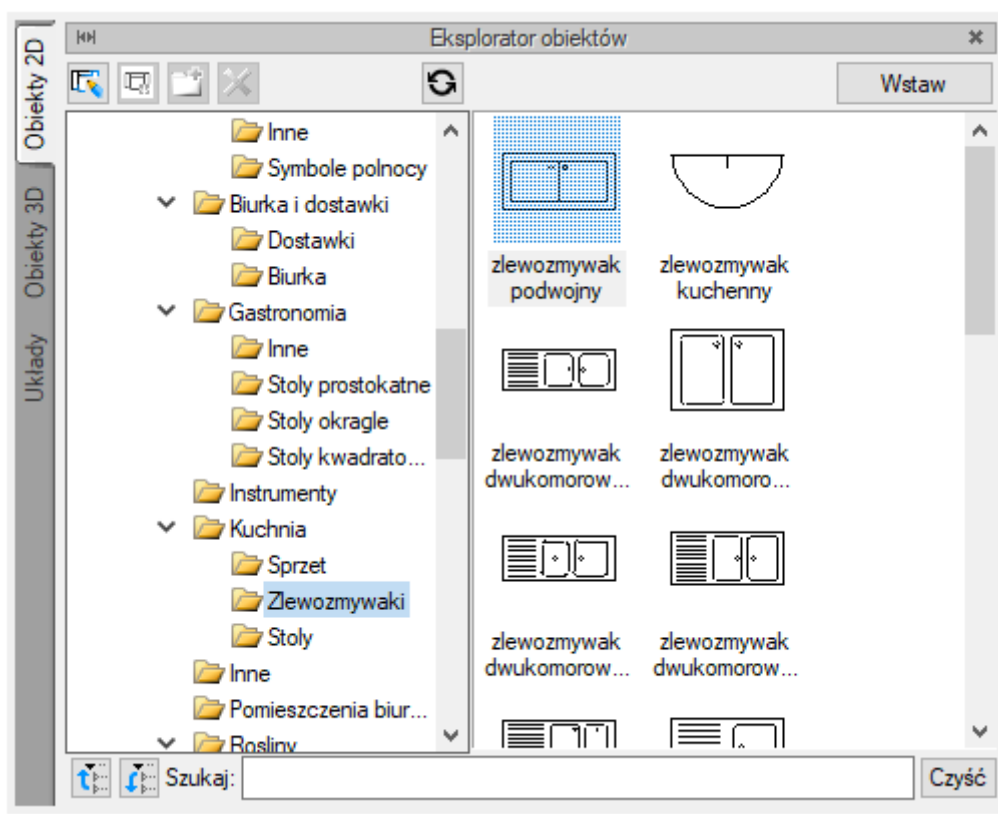 Eksplorator obiektów
Obiekty 2D
Obiekty 3D
Układy
Wstaw
Inne
Symbole polnocy
Biurka i dostawki
Dostawki
Biurka
Gastronomia
Inne
Stoly prostokatne
Stoly okragle
Stoly kwadrato...
Instrumenty
Kuchnia
Sprzet
Zlewozmywaki
Stoly
Inne
Pomieszczenia biur...
Rosliny
zlewozmywak
podwojny
zlewozmywak
kuchenny
zlewozmywak
dwukomorow...
zlewozmywak
dwukomoro...
zlewozmywak
dwukomorow...
zlewozmywak
dwukomorow...
Szukaj:
Czyść